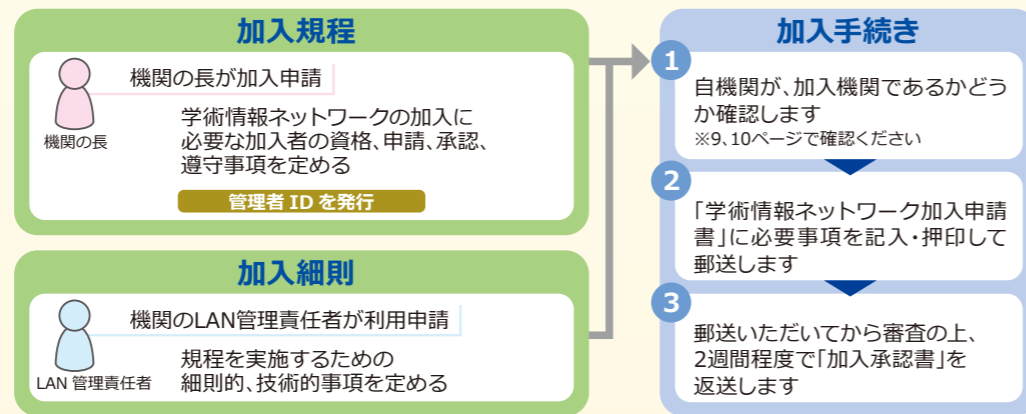 加入規程
機関の長が加入申請
機関の長
学術情報ネットワークの加入に
必要な加入者の資格、申請、承認、
遵守事項を定める
管理者 ID を発行
加入細則
機関のLAN管理責任者が利用申請
LAN 管理責任者
規程を実施するための
細則的、技術的事項を定める
加入手続き
1
自機関が、加入機関であるかどう
か確認します
※9、10ページで確認ください
2
「学術情報ネットワーク加入申請
書」に必要事項を記入・押印して
郵送します
3
郵送いただいてから審査の上、
2週間程度で「加入承認書」を
返送します